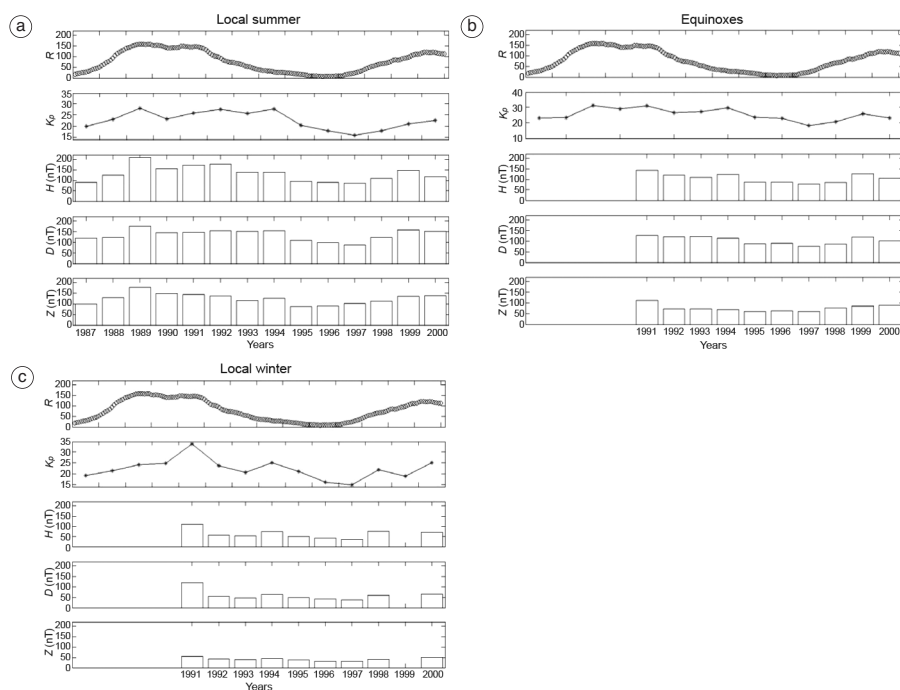 a
Local summer
200
150
100
50
0
R
35
30
25
20
15
Kp
200
150
100
50
0
H (nT)
200
150
100
50
0
D (nT)
200
150
100
50
0
Z (nT)
1987 1988 1989 1990 1991 1992 1993 1994 1995 1996 1997 1998 1999 2000
Years
b
Equinoxes
200
150
100
50
0
R
40
30
20
10
Kp
200
150
100
50
0
H (nT)
200
150
100
50
0
D (nT)
200
150
100
50
0
Z (nT)
1991 1992 1993 1994 1995 1996 1997 1998 1999 2000
Years
c
Local winter
200
150
100
50
0
R
35
30
25
20
15
Kp
200
150
100
50
0
H (nT)
200
150
100
50
0
D (nT)
200
150
100
50
0
Z (nT)
1991 1992 1993 1994 1995 1996 1997 1998 1999 2000
Years